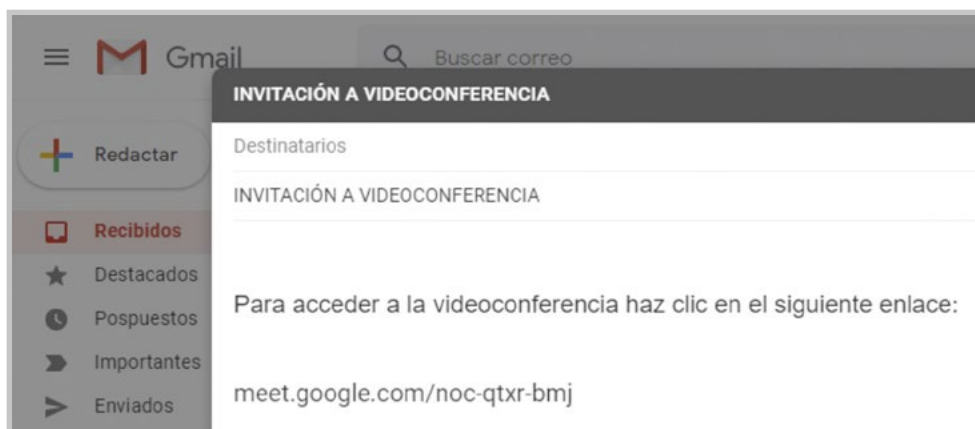 Gmail
Buscar correo
INVITACIÓN A VIDEOCONFERENCIA
Redactar
Destinatarios
INVITACIÓN A VIDEOCONFERENCIA
Recibidos
Destacados
Pospuestos
Importantes
Enviados
Para acceder a la videoconferencia haz clic en el siguiente enlace:
meet.google.com/noc-qtxr-bmj